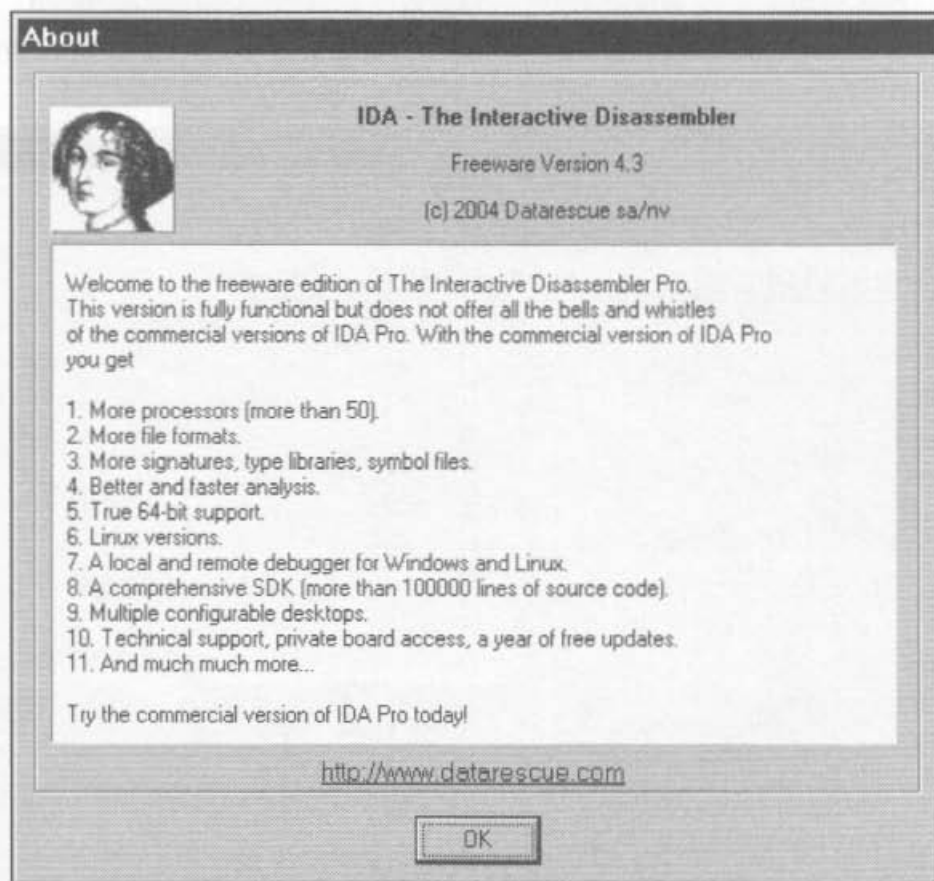 About
IDA - The Interactive Disassembler
Freeware Version 4.3
(c) 2004 Datarescue sa/nv
Welcome to the freeware edition of The Interactive Disassembler Pro.
This version is fully functional but does not offer all the bells and whistles
of the commercial versions of IDA Pro. With the commercial version of IDA Pro
you get
1. More processors (more than 50).
2. More file formats.
3. More signatures, type libraries, symbol files.
4. Better and faster analysis.
5. True 64-bit support.
6. Linux versions.
7. A local and remote debugger for Windows and Linux.
8. A comprehensive SDK (more than 100000 lines of source code).
9. Multiple configurable desktops.
10. Technical support, private board access, a year of free updates.
11. And much much more...
Try the commercial version of IDA Pro today!
http://www.datarescue.com
OK